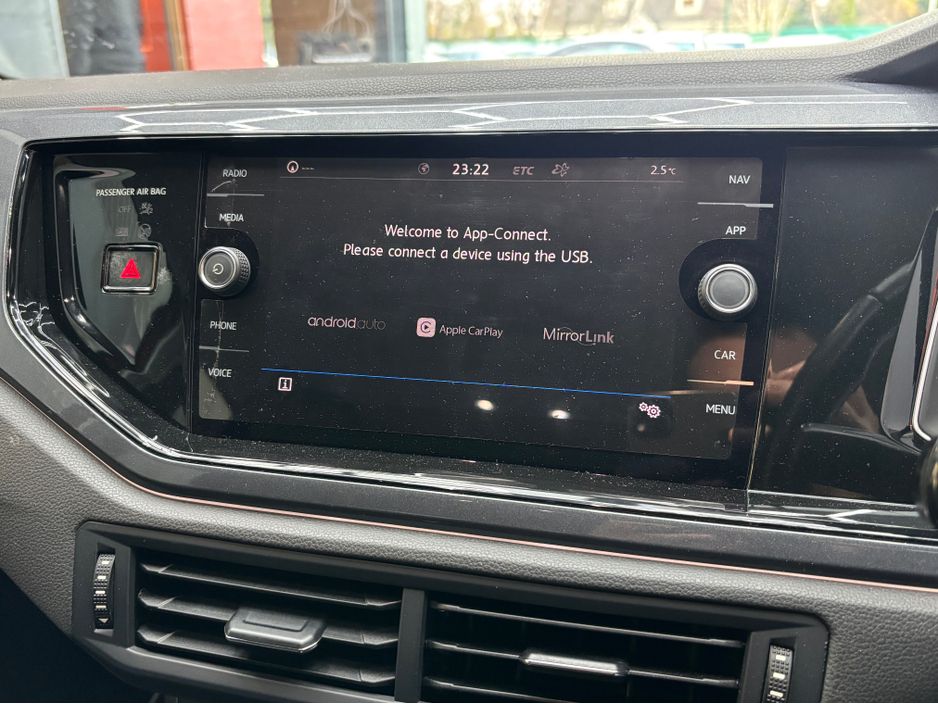 PASSENGER AIR BAG
OFF
RADIO
MEDIA
PHONE
VOICE
23:22
ETC
2.5°C
Welcome to App-Connect.
Please connect a device using the USB.
androidauto
Apple CarPlay
MirrorLink
i
NAV
APP
CAR
MENU